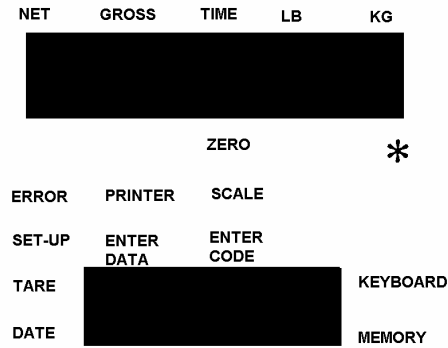 NET GROSS TIME LB KG
ZERO *
ERROR PRINTER SCALE
SET-UP ENTER DATA ENTER CODE
TARE KEYBOARD
DATE MEMORY